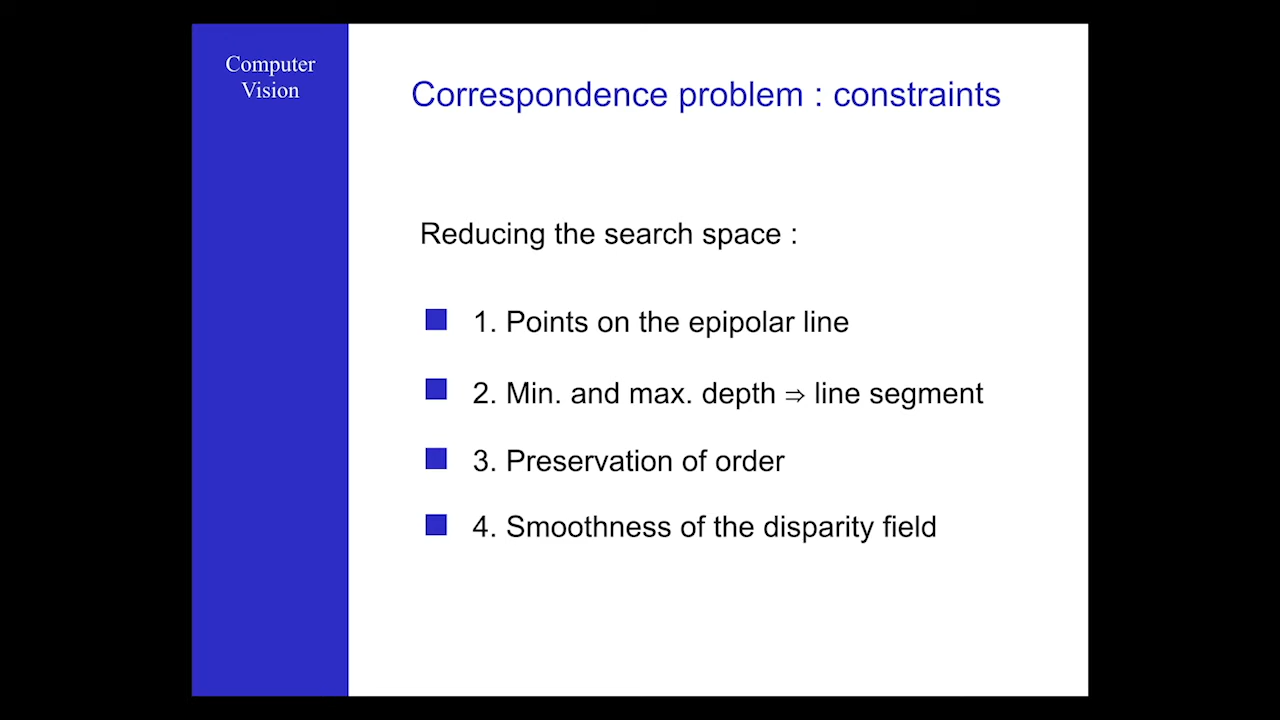 Computer
Vision
Correspondence problem : constraints
Reducing the search space :
1. Points on the epipolar line
2. Min. and max. depth ⇒ line segment
3. Preservation of order
4. Smoothness of the disparity field